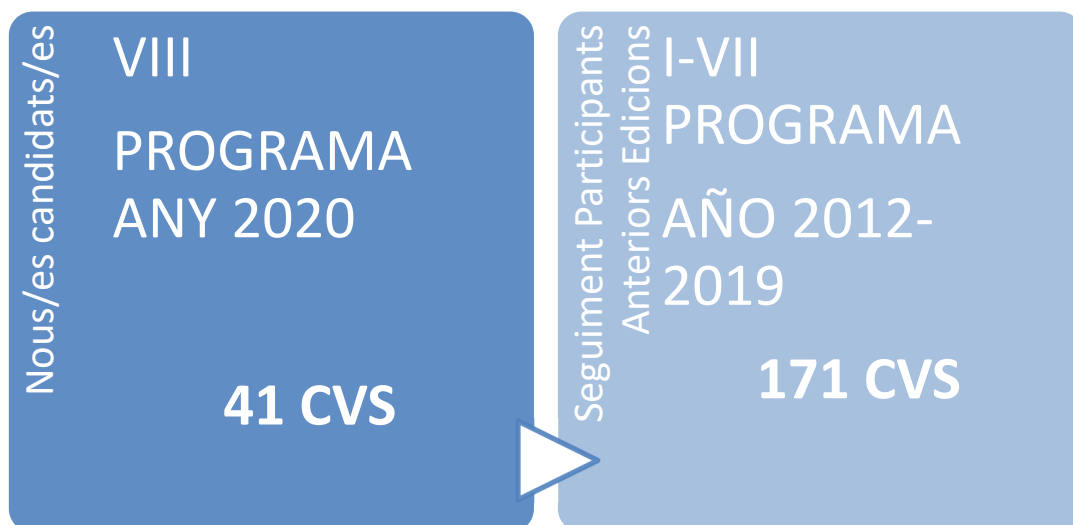 Nous/es candidats/es
VIII
PROGRAMA
ANY 2020
41 CVS
Seguiment Participants
Anteriors Edicions
I-VII
PROGRAMA
AÑO 2012-
2019
171 CVS